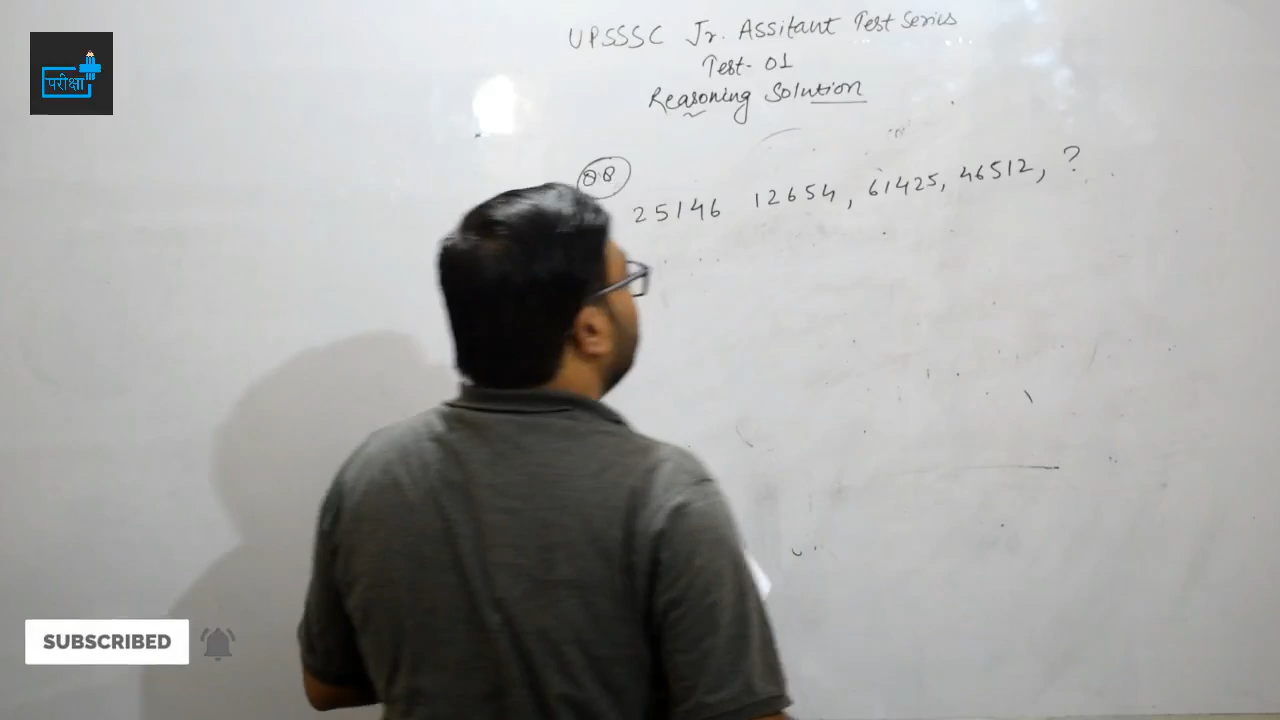 परीक्षा
UPSSSC Jr. Assitant Test Series
Test- 01
Reasoning Solution
08
25146 12654, 61425, 46512, ?
SUBSCRIBED